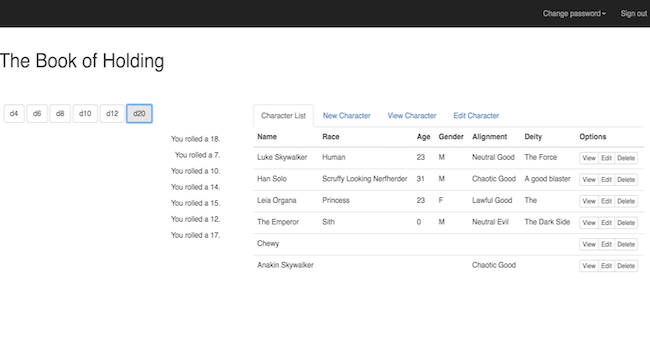 Change password Sign out
The Book of Holding
d4 d6 d8 d10 d12 d20
You rolled a 18.
You rolled a 7.
You rolled a 10.
You rolled a 14.
You rolled a 15.
You rolled a 12.
You rolled a 17.
Character List New Character View Character Edit Character
Name Race Age Gender Alignment Deity Options
Luke Skywalker Human 23 M Neutral Good The Force View Edit Delete
Han Solo Scruffy Looking Nerfherder 31 M Chaotic Good A good blaster View Edit Delete
Leia Organa Princess 23 F Lawful Good The View Edit Delete
The Emperor Sith 0 M Neutral Evil The Dark Side View Edit Delete
Chewy View Edit Delete
Anakin Skywalker Chaotic Good View Edit Delete